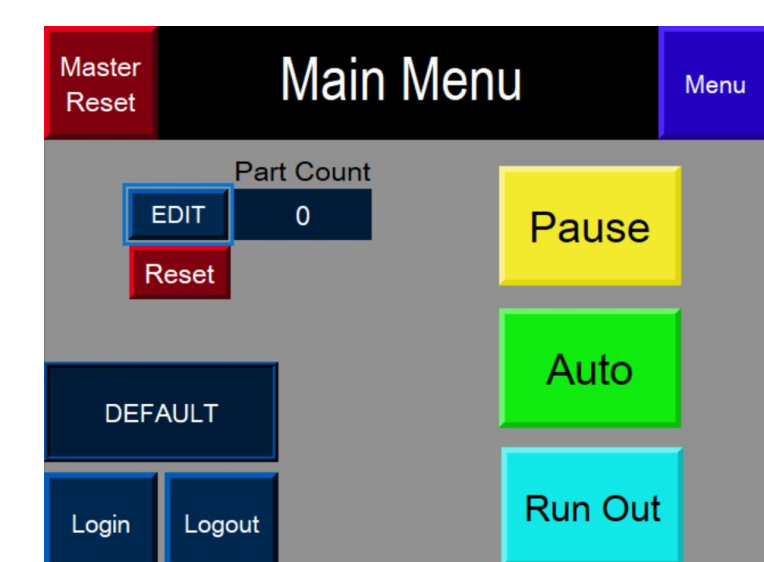 Master
Reset
Main Menu
Menu
Part Count
EDIT
0
Reset
Pause
Auto
DEFAULT
Login
Logout
Run Out